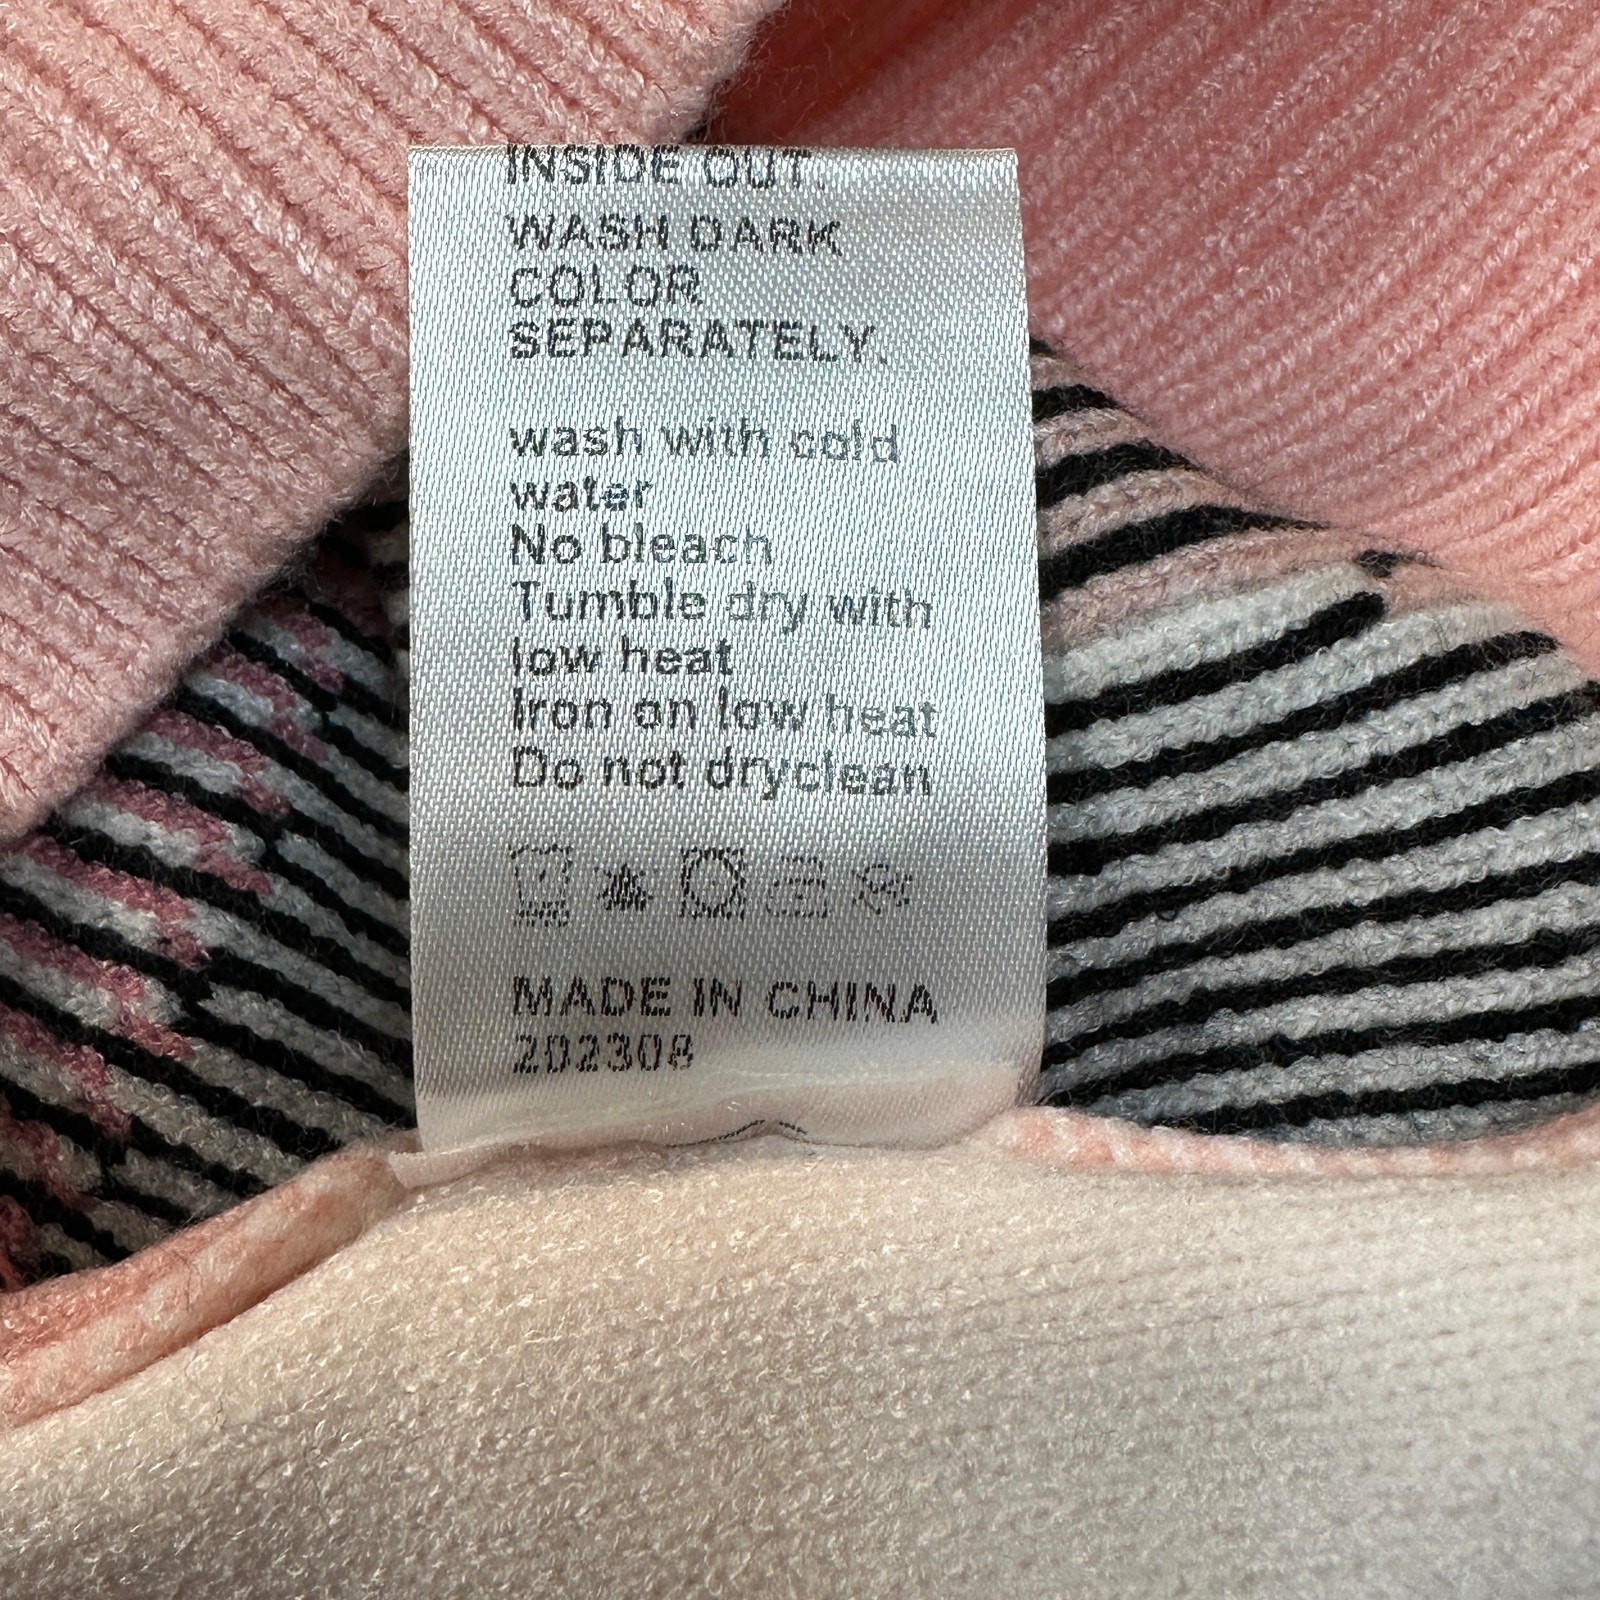 INSIDE OUT.
WASH DARK
COLOR
SEPARATELY.
wash with cold
water
No bleach
Tumble dry with
low heat
Iron on low heat
Do not dryclean
MADE IN CHINA
202308